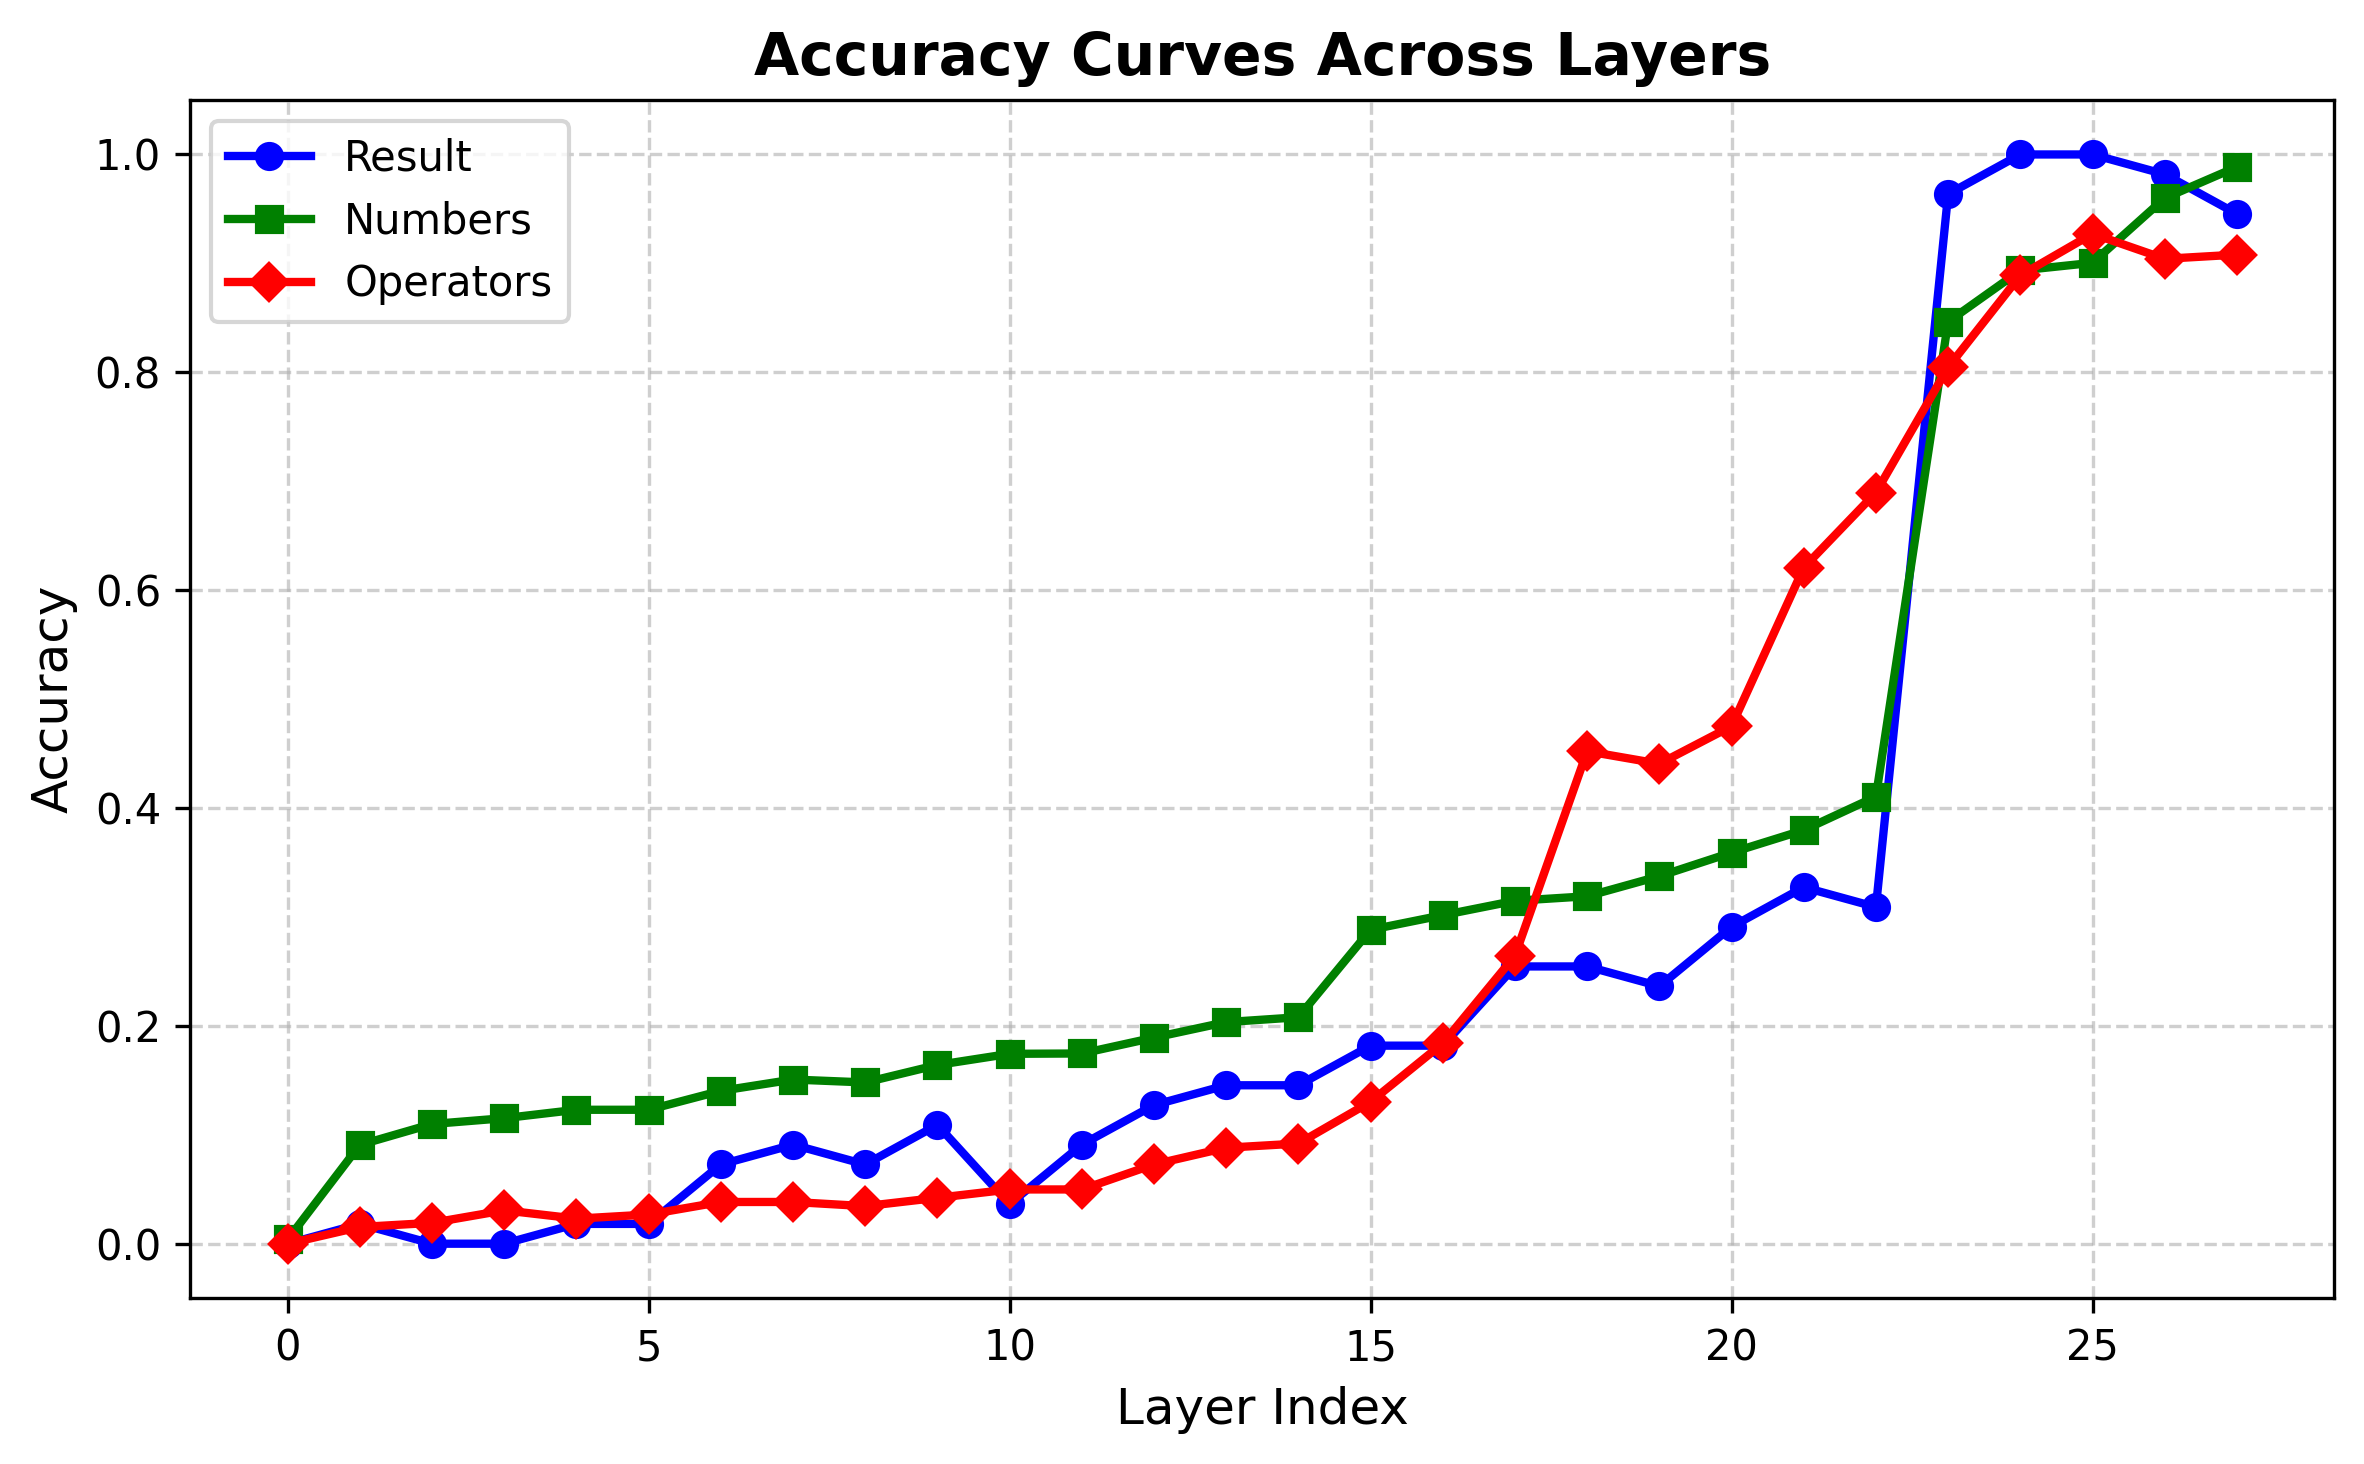 Accuracy Curves Across Layers
Result
Numbers
Operators
1.0
0.8
0.6
0.4
0.2
0.0
Accuracy
0 5 10 15 20 25
Layer Index